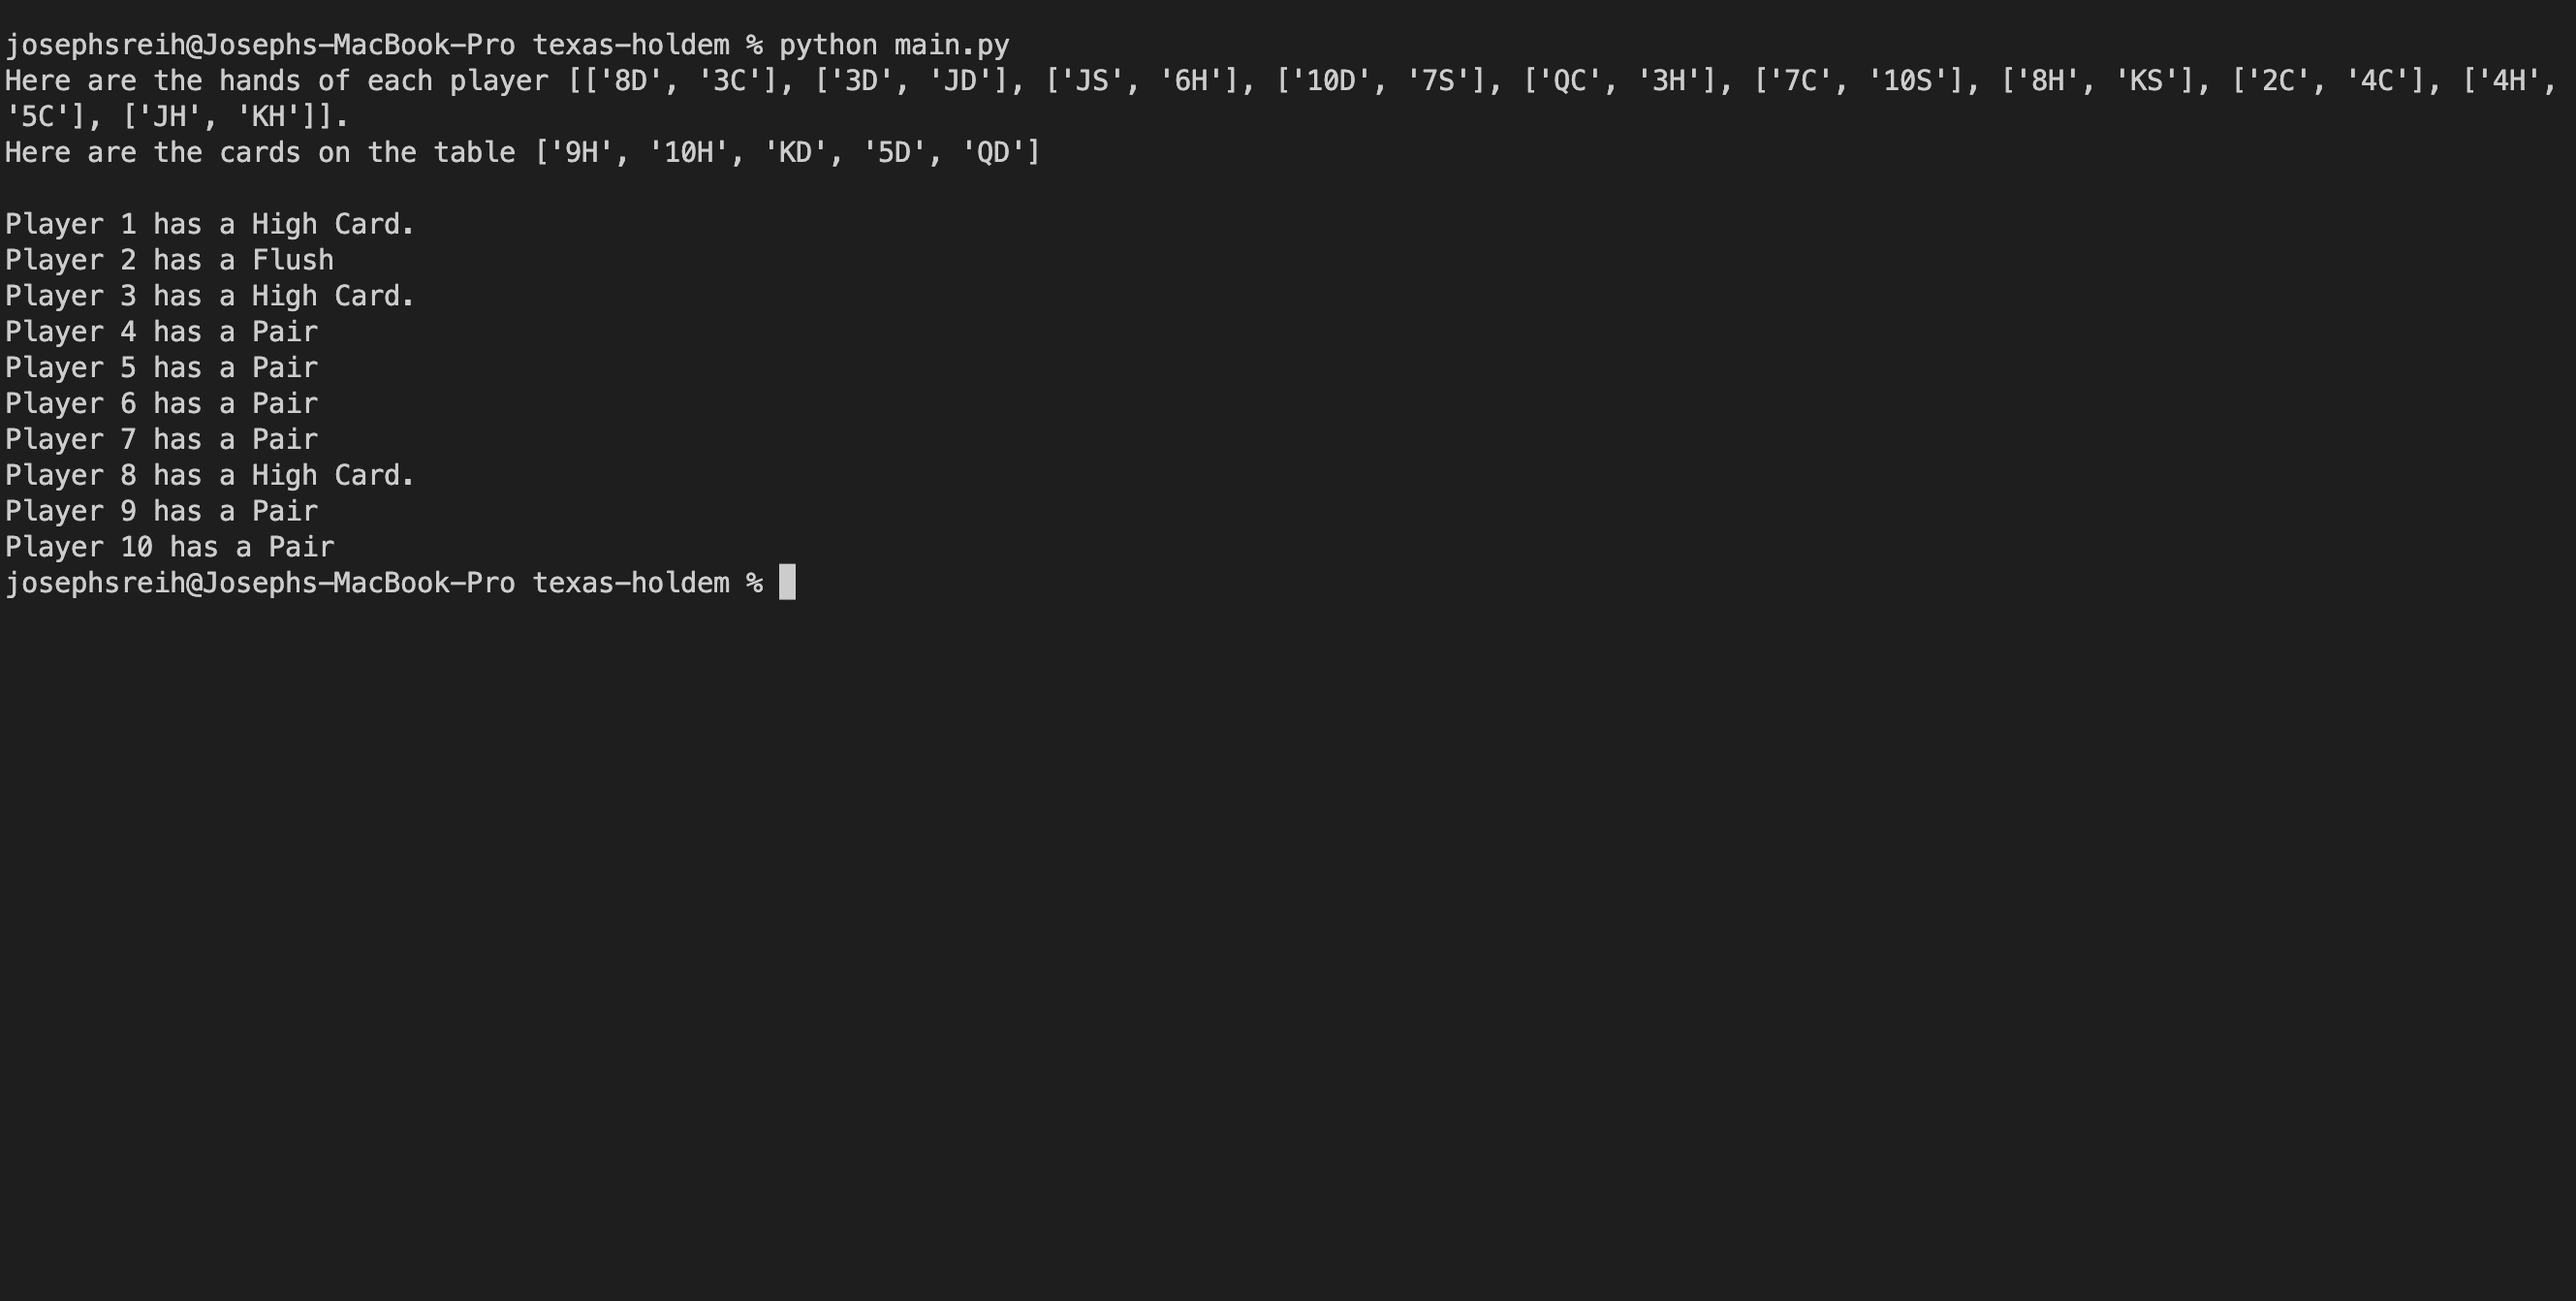 josephsreih@Josephs-MacBook-Pro texas-holdem % python main.py
Here are the hands of each player [['8D', '3C'], ['3D', 'JD'], ['JS', '6H'], ['10D', '7S'], ['QC', '3H'], ['7C', '10S'], ['8H', 'KS'], ['2C', '4C'], ['4H',
'5C'], ['JH', 'KH']].
Here are the cards on the table ['9H', '10H', 'KD', '5D', 'QD']
Player 1 has a High Card.
Player 2 has a Flush
Player 3 has a High Card.
Player 4 has a Pair
Player 5 has a Pair
Player 6 has a Pair
Player 7 has a Pair
Player 8 has a High Card.
Player 9 has a Pair
Player 10 has a Pair
josephsreih@Josephs-MacBook-Pro texas-holdem %